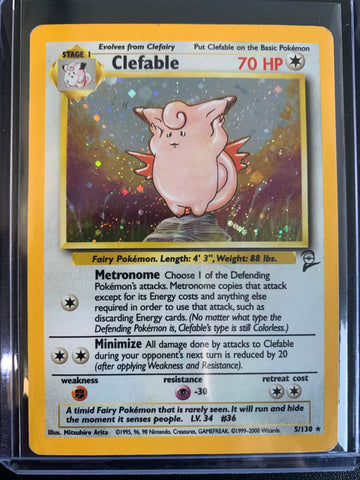 STAGE 1
Evolves from Clefairy
Put Clefable on the Basic Pokémon
Clefable
70 HP
Fairy Pokémon. Length: 4' 3", Weight: 88 lbs.
Metronome Choose 1 of the Defending
Pokémon's attacks. Metronome copies that attack
except for its Energy costs and anything else
required in order to use that attack, such as
discarding Energy cards. (No matter what type the
Defending Pokémon is, Clefable's type is still Colorless.)
Minimize All damage done by attacks to Clefable
during your opponent's next turn is reduced by 20
(after applying Weakness and Resistance).
weakness
resistance
retreat cost
-30
A timid Fairy Pokémon that is rarely seen. It will run and hide
the moment it senses people. LV. 34 #36
Illus. Mitsuhiro Arita
©1995, 96, 98 Nintendo, Creatures, GAMEFREAK. ©1999-2000 Wizards.
5/130 ★